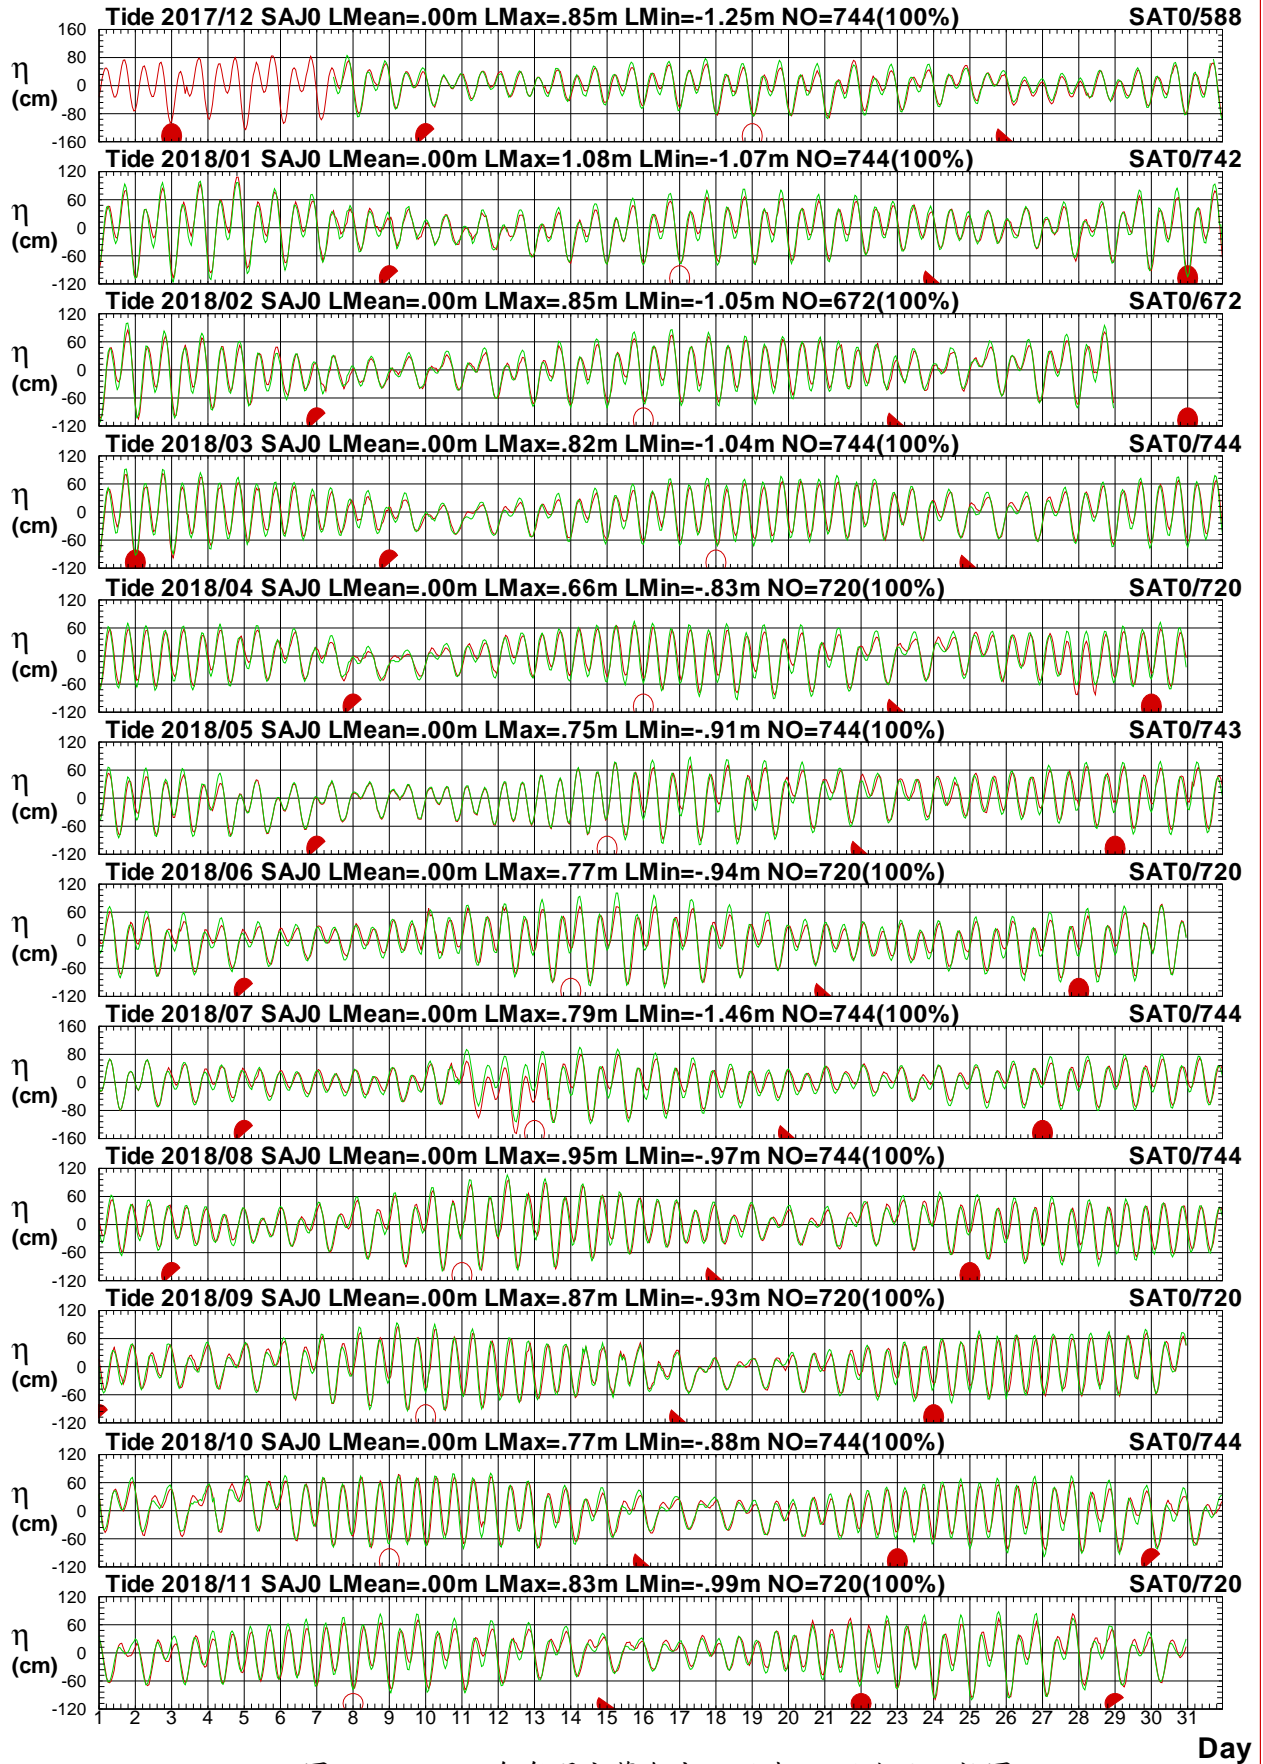 Tide 2017/12 SAJ0 LMean=.00m LMax=.85m LMin=-1.25m NO=744(100%) SAT0/588
160
80
0
-80
-160
η
(cm)
Tide 2018/01 SAJ0 LMean=.00m LMax=1.08m LMin=-1.07m NO=744(100%) SAT0/742
120
60
0
-60
-120
η
(cm)
Tide 2018/02 SAJ0 LMean=.00m LMax=.85m LMin=-1.05m NO=672(100%) SAT0/672
120
60
0
-60
-120
η
(cm)
Tide 2018/03 SAJ0 LMean=.00m LMax=.82m LMin=-1.04m NO=744(100%) SAT0/744
120
60
0
-60
-120
η
(cm)
Tide 2018/04 SAJ0 LMean=.00m LMax=.66m LMin=-.83m NO=720(100%) SAT0/720
120
60
0
-60
-120
η
(cm)
Tide 2018/05 SAJ0 LMean=.00m LMax=.75m LMin=-.91m NO=744(100%) SAT0/743
120
60
0
-60
-120
η
(cm)
Tide 2018/06 SAJ0 LMean=.00m LMax=.77m LMin=-.94m NO=720(100%) SAT0/720
120
60
0
-60
-120
η
(cm)
Tide 2018/07 SAJ0 LMean=.00m LMax=.79m LMin=-1.46m NO=744(100%) SAT0/744
160
80
0
-80
-160
η
(cm)
Tide 2018/08 SAJ0 LMean=.00m LMax=.95m LMin=-.97m NO=744(100%) SAT0/744
120
60
0
-60
-120
η
(cm)
Tide 2018/09 SAJ0 LMean=.00m LMax=.87m LMin=-.93m NO=720(100%) SAT0/720
120
60
0
-60
-120
η
(cm)
Tide 2018/10 SAJ0 LMean=.00m LMax=.77m LMin=-.88m NO=744(100%) SAT0/744
120
60
0
-60
-120
η
(cm)
Tide 2018/11 SAJ0 LMean=.00m LMax=.83m LMin=-.99m NO=720(100%) SAT0/720
120
60
0
-60
-120
η
(cm)
1 2 3 4 5 6 7 8 9 10 11 12 13 14 15 16 17 18 19 20 21 22 23 24 25 26 27 28 29 30 31
Day